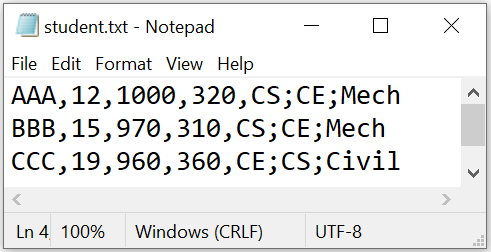 student.txt - Notepad
File Edit Format View Help
AAA,12,1000,320,CS;CE;Mech
BBB,15,970,310,CS;CE;Mech
CCC,19,960,360,CE;CS;Civil
Ln 4, 100% Windows (CRLF) UTF-8